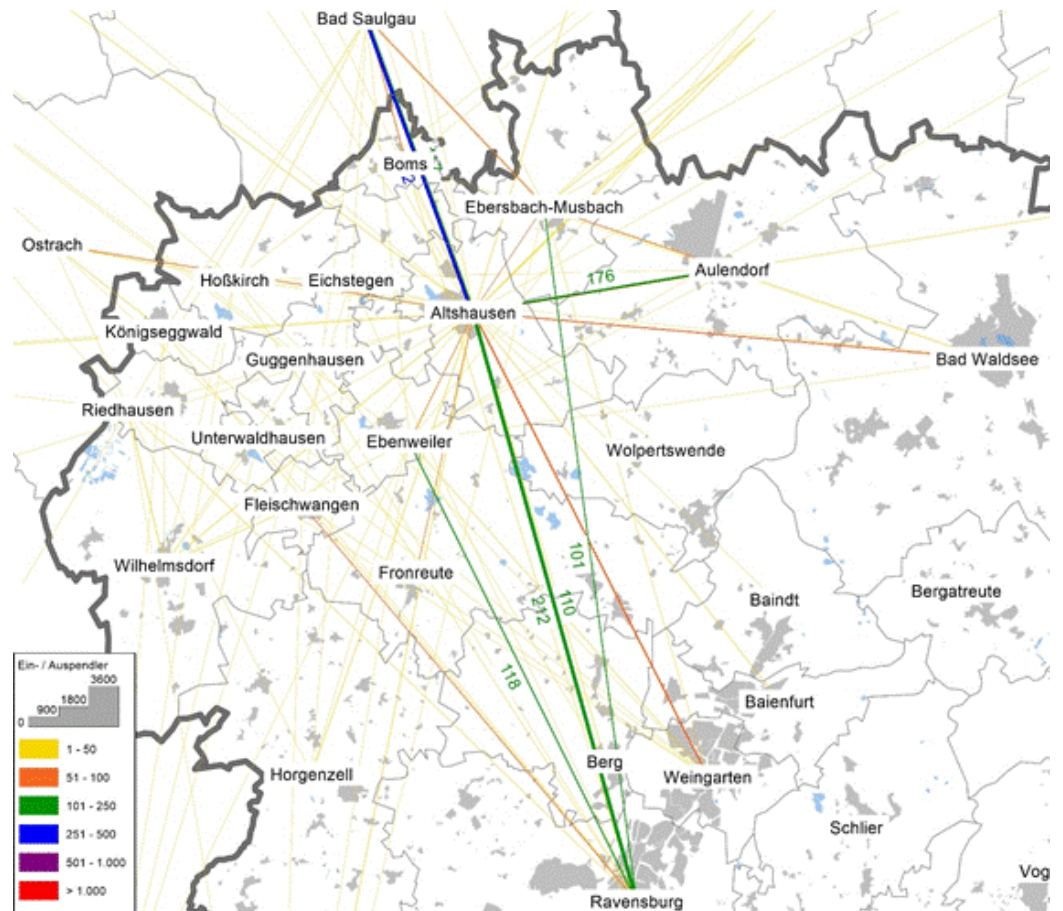 Bad Saulgau
Boms
2
Ebersbach-Musbach
Ostrach
Hoßkirch
Eichstegen
176
Aulendorf
Altshausen
Königseggwald
Guggenhausen
Bad Waldsee
Riedhausen
Unterwaldhausen
Ebenweiler
Wolpertswende
Fleischwangen
Wilhelmsdorf
Fronreute
101
110
212
Baindt
Bergatreute
118
Baienfurt
Berg
Weingarten
Horgenzell
Schlier
Vog
Ravensburg
Ein- / Auspendler
3600
1800
900
0
1 - 50
51 - 100
101 - 250
251 - 500
501 - 1.000
> 1.000